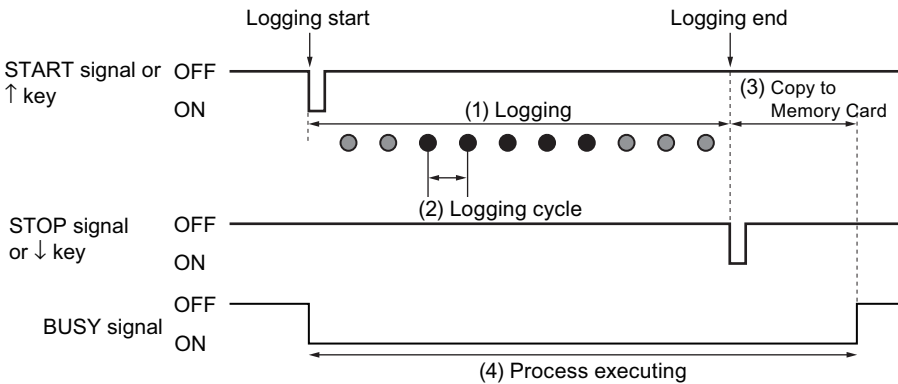 Logging start
Logging end
START signal or
↑ key
OFF
ON
(1) Logging
(3) Copy to
Memory Card
(2) Logging cycle
STOP signal
or ↓ key
OFF
ON
BUSY signal
OFF
ON
(4) Process executing